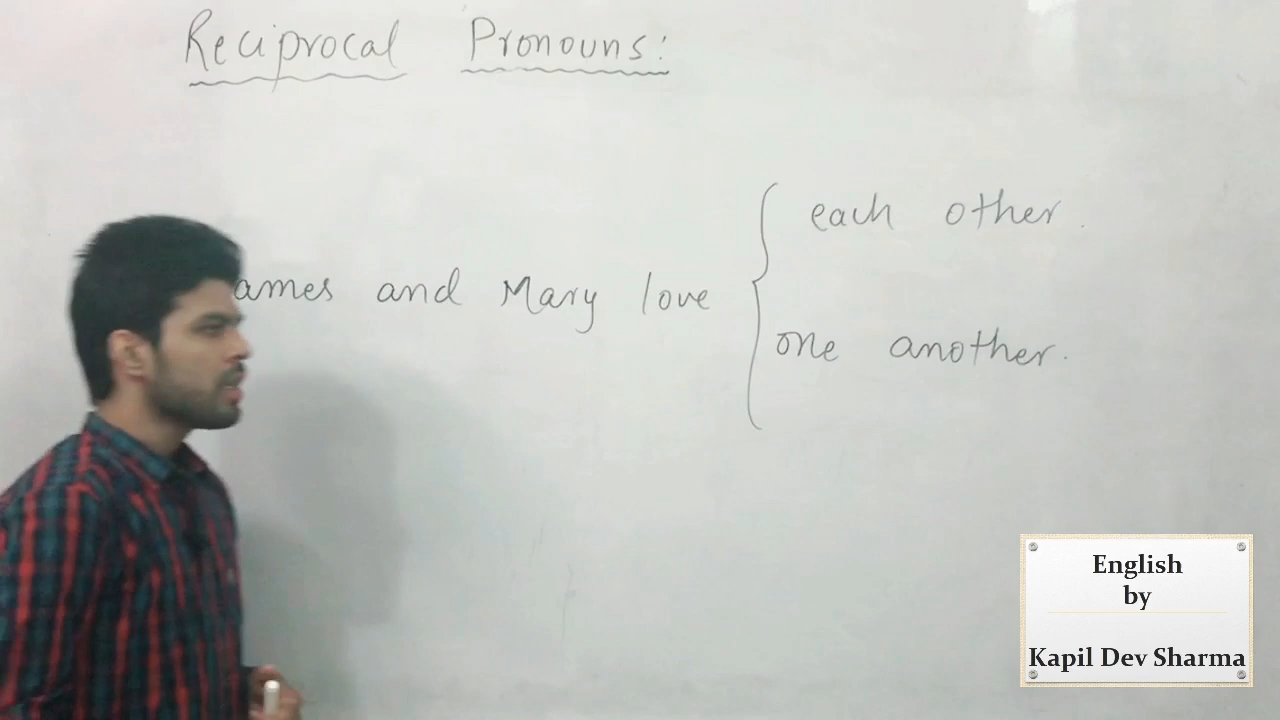 Reciprocal Pronouns:
each other.
ames and Mary love
one another.
English
by
Kapil Dev Sharma